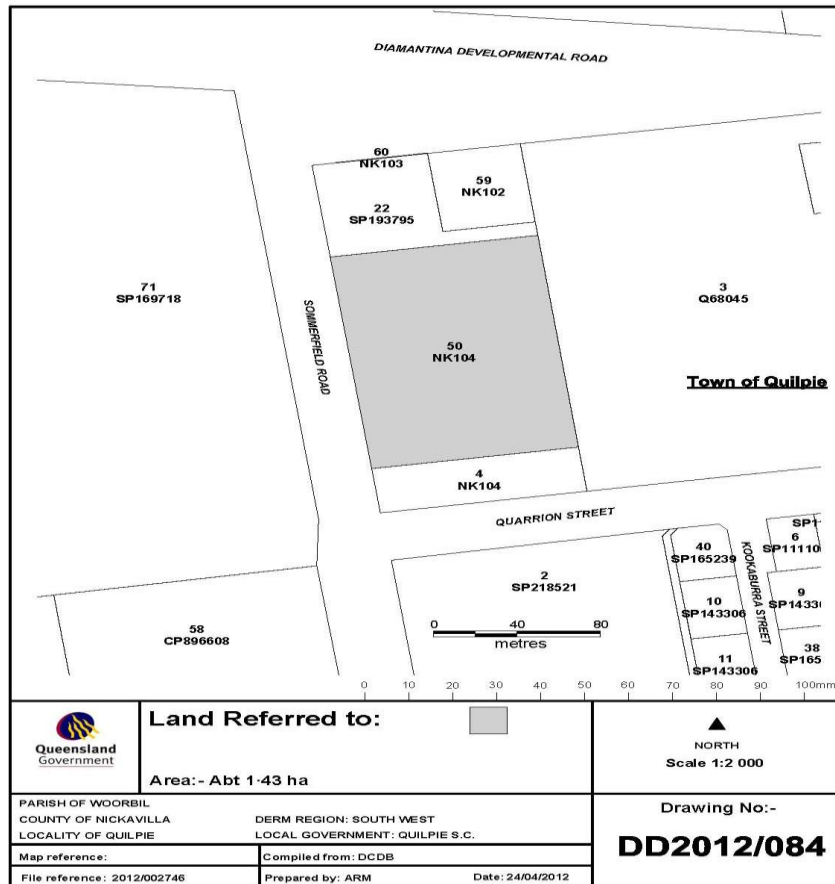 DIAMANTINA DEVELOPMENTAL ROAD
60
NK103
59
NK102
22
SP193795
71
SP169718
3
Q68045
SOMMERFIELD ROAD
50
NK104
Town of Quilpie
4
NK104
QUARRION STREET
40
SP165239
KOOKABURRA STREET
SP1
6
SP11110
2
SP218521
10
SP143306
9
SP14330
58
CP896608
0 40 80
metres
11
SP143306
38
SP165
0 10 20 30 40 50 60 70 80 90 100mm
Queensland
Government
Land Referred to:
Area:- Abt 1·43 ha
NORTH
Scale 1:2 000
PARISH OF WOORBIL
COUNTY OF NICKAVILLA
DERM REGION: SOUTH WEST
LOCALITY OF QUILPIE
LOCAL GOVERNMENT: QUILPIE S.C.
Map reference:
Compiled from: DCDB
File reference: 2012/002746
Prepared by: ARM
Date: 24/04/2012
Drawing No:-
DD2012/084